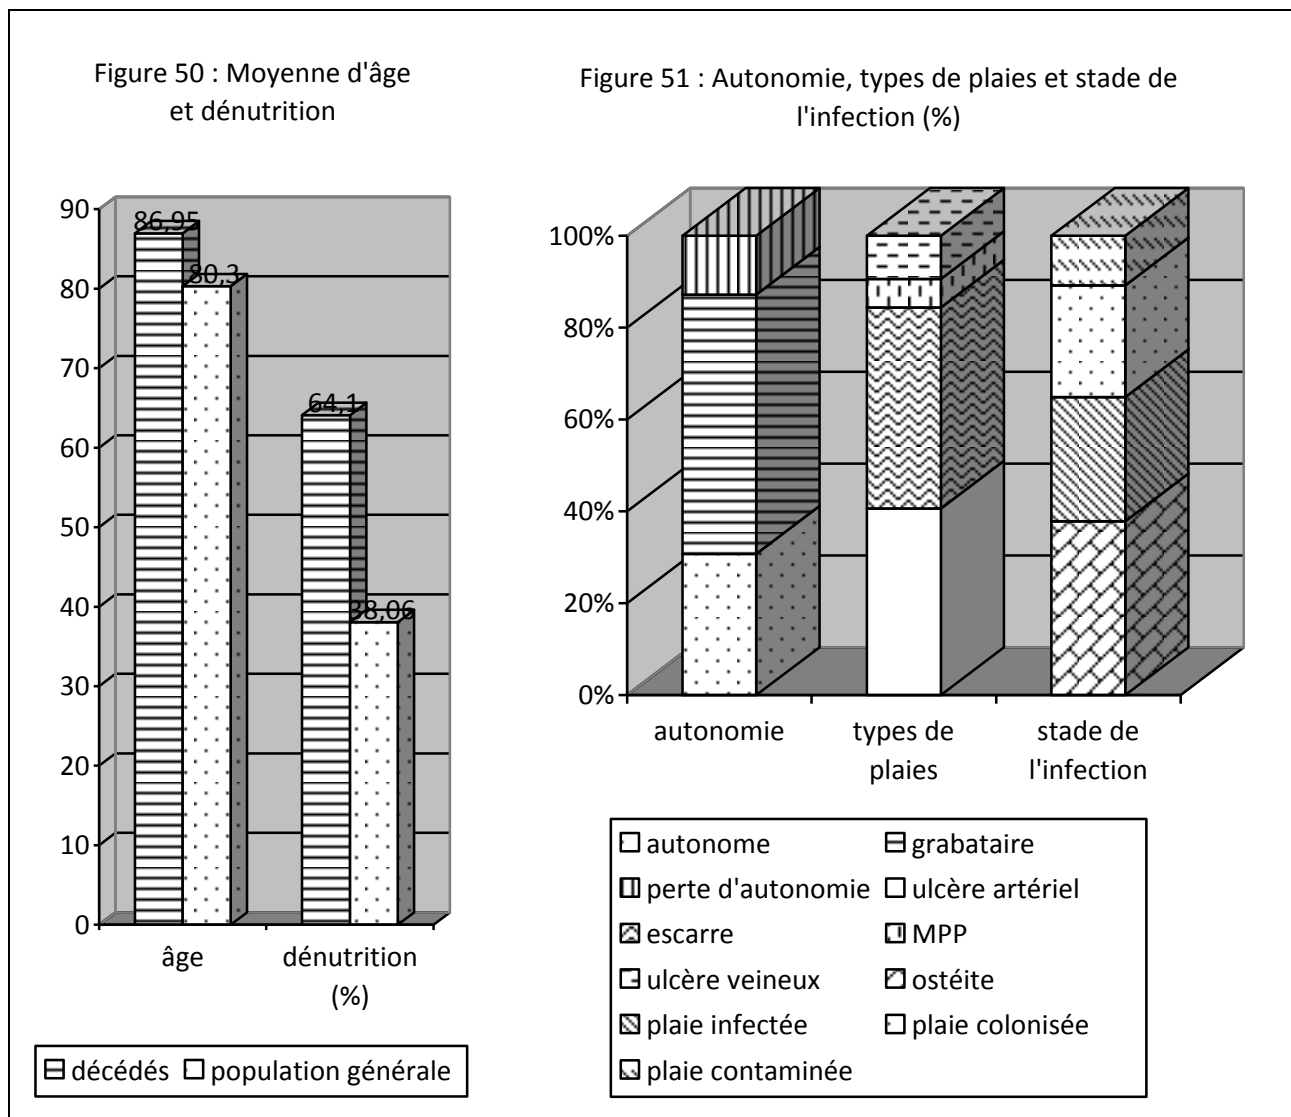 Figure 50 : Moyenne d'âge
et dénutrition
90
80
70
60
50
40
30
20
10
0
86,95
80,3
64,1
38,06
âge
dénutrition
(%)
décédés
population générale
Figure 51 : Autonomie, types de plaies et stade de
l'infection (%)
100%
80%
60%
40%
20%
0%
autonomie
types de
plaies
stade de
l'infection
autonome
grabataire
perte d'autonomie
ulcère artériel
escarre
MPP
ulcère veineux
ostéite
plaie infectée
plaie colonisée
plaie contaminée